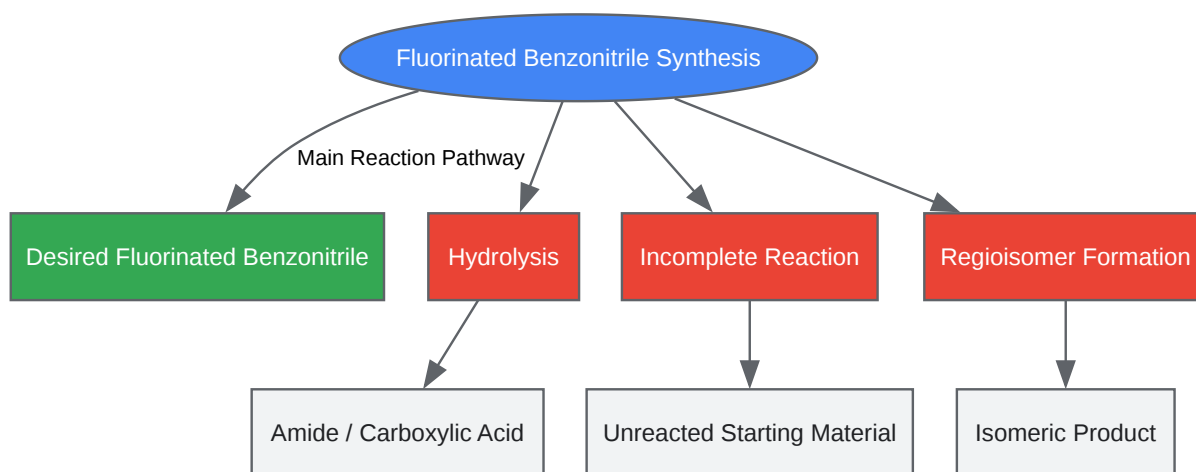 Fluorinated Benzonitrile Synthesis
Main Reaction Pathway
Desired Fluorinated Benzonitrile
Hydrolysis
Incomplete Reaction
Regioisomer Formation
Amide / Carboxylic Acid
Unreacted Starting Material
Isomeric Product